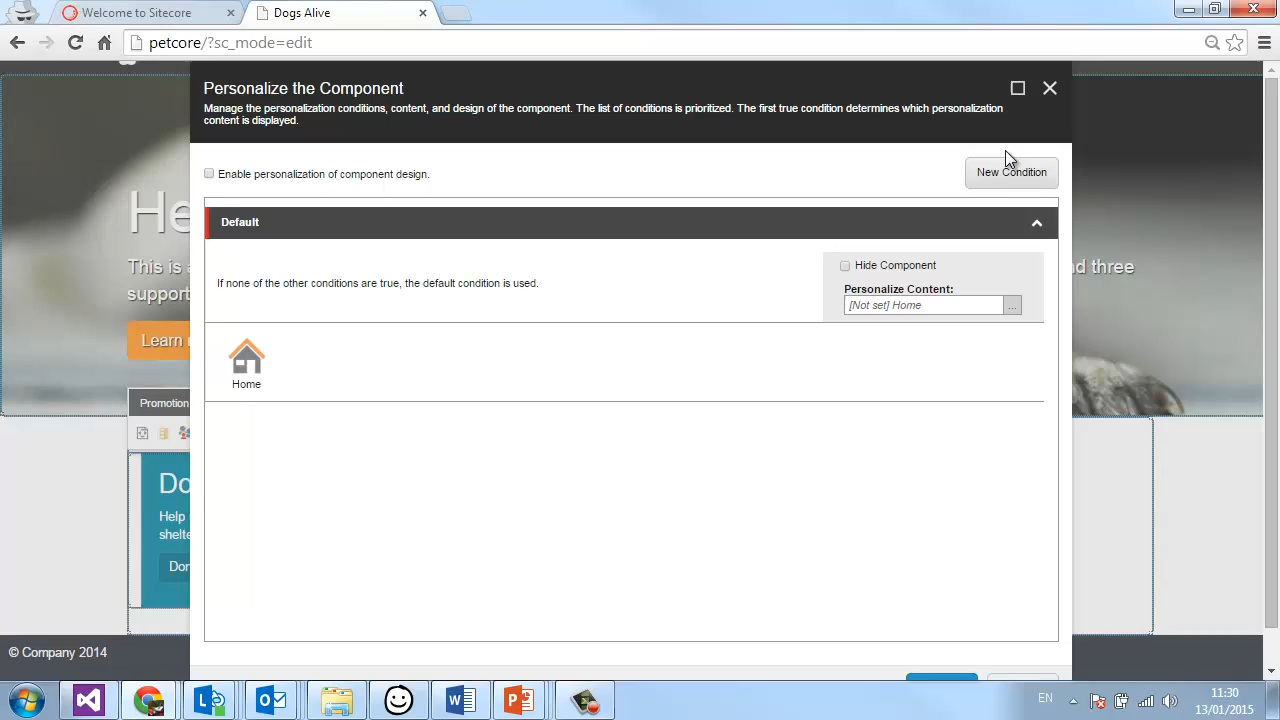 Welcome to Sitecore
Dogs Alive
petcore/?sc_mode=edit
Personalize the Component
Manage the personalization conditions, content, and design of the component. The list of conditions is prioritized. The first true condition determines which personalization
content is displayed.
Enable personalization of component design.
New Condition
Default
If none of the other conditions are true, the default condition is used.
Hide Component
Personalize Content:
[Not set] Home
...
Home
He
This is
nd three
support
Learn
Promotion
Do
Help
shelte
Don
© Company 2014
EN
11:30
13/01/2015